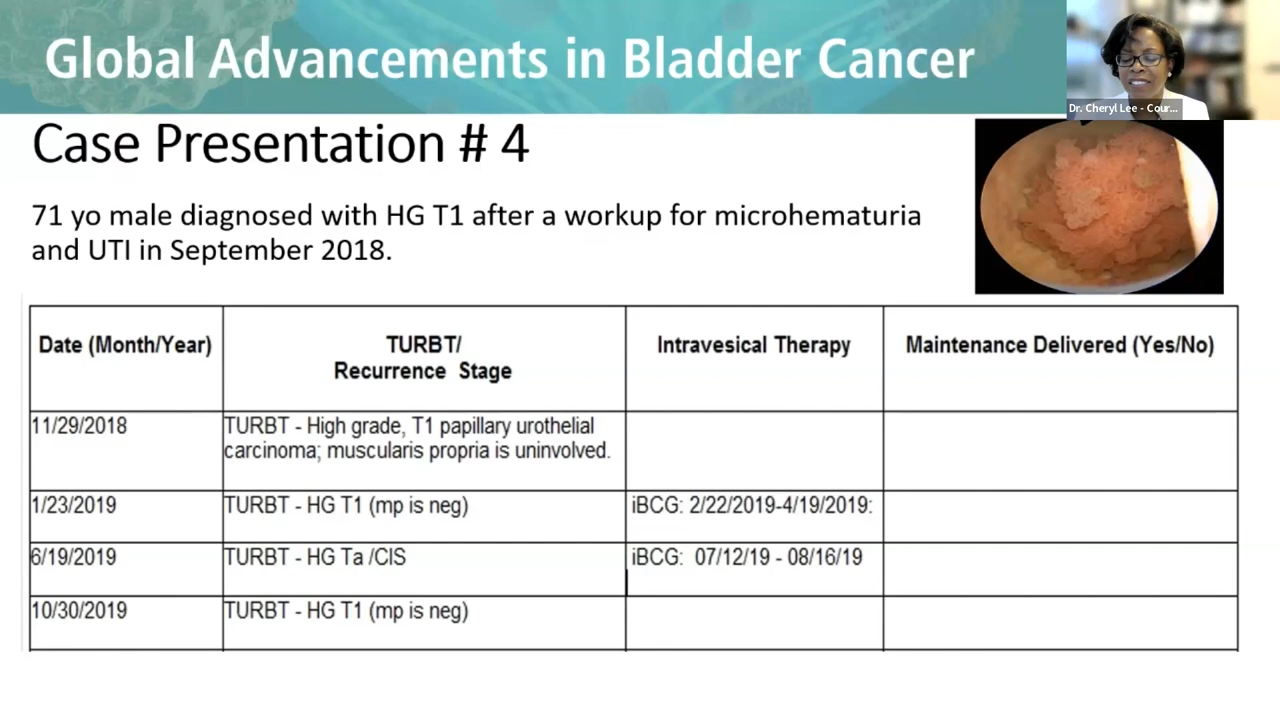 Global Advancements in Bladder Cancer
Dr. Cheryl Lee - Cour...
Case Presentation # 4
71 yo male diagnosed with HG T1 after a workup for microhematuria
and UTI in September 2018.
Date (Month/Year)
TURBT/
Recurrence Stage
Intravesical Therapy
Maintenance Delivered (Yes/No)
11/29/2018
TURBT - High grade, T1 papillary urothelial
carcinoma; muscularis propria is uninvolved.
1/23/2019
TURBT - HG T1 (mp is neg)
iBCG: 2/22/2019-4/19/2019:
6/19/2019
TURBT - HG Ta /CIS
iBCG: 07/12/19 - 08/16/19
10/30/2019
TURBT - HG T1 (mp is neg)